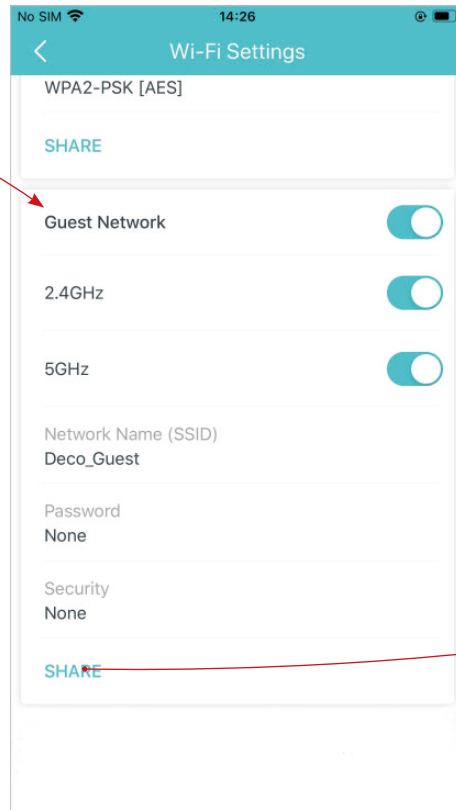 No SIM 14:26
Wi-Fi Settings
WPA2-PSK [AES]
SHARE
Guest Network
2.4GHz
5GHz
Network Name (SSID)
Deco_Guest
Password
None
Security
None
SHARE